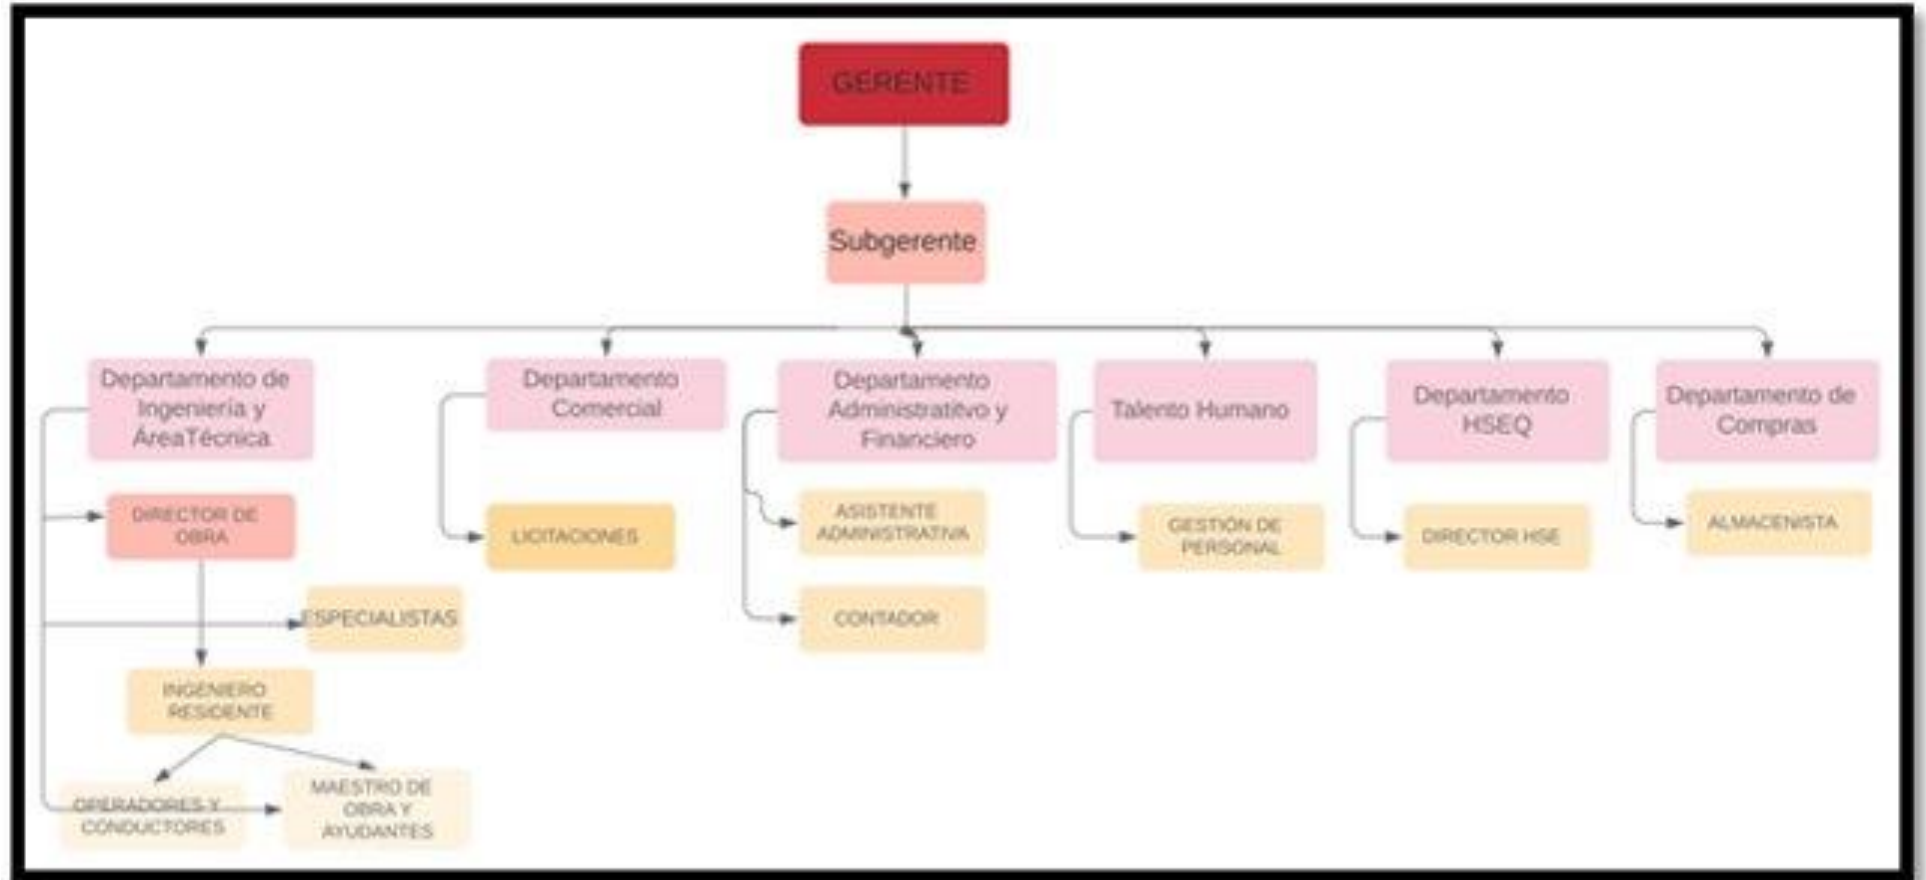 GERENTE
Subgerente
Departamento de
Ingeniería y
ÁreaTécnica
Departamento
Comercial
Departamento
Administratitvo y
Financiero
Talento Humano
Departamento
HSEQ
Departamento de
Compras
DIRECTOR DE
OBRA
LICITACIONES
ASISTENTE
ADMINISTRATIVA
GESTIÓN DE
PERSONAL
DIRECTOR HSE
ALMACENISTA
ESPECIALISTAS
CONTADOR
INGENIERO
RESIDENTE
OPERADORES Y
CONDUCTORES
MAESTRO DE
OBRA Y
AYUDANTES